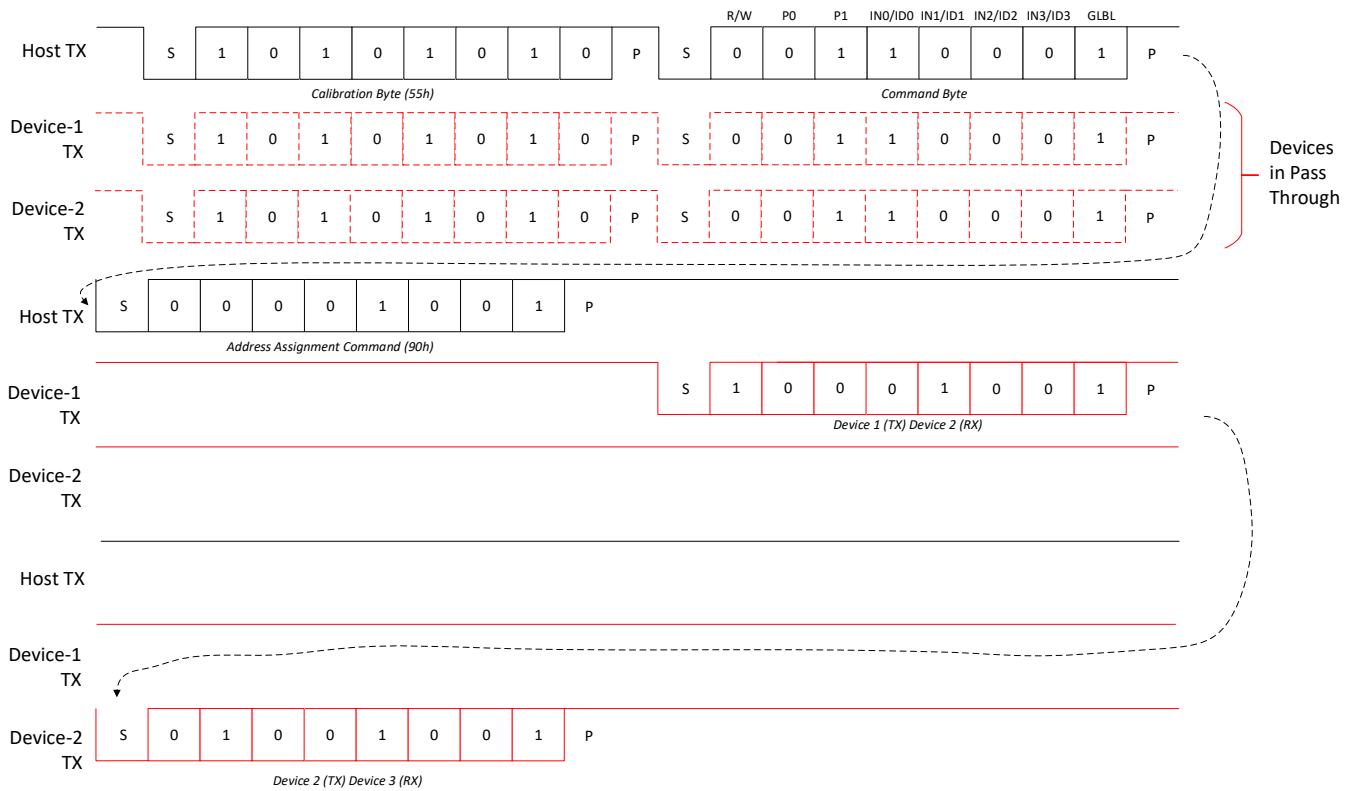 R/W P0 P1 IN0/ID0 IN1/ID1 IN2/ID2 IN3/ID3 GLBL
Host TX S 1 0 1 0 1 0 1 0 P S 0 0 1 1 0 0 0 1 P
Calibration Byte (55h) Command Byte
Device-1
TX
S 1 0 1 0 1 0 1 0 P S 0 0 1 1 0 0 0 1 P
Devices
in Pass
Through
Device-2
TX
S 1 0 1 0 1 0 1 0 P S 0 0 1 1 0 0 0 1 P
Host TX S 0 0 0 0 1 0 0 1 P
Address Assignment Command (90h)
Device-1
TX
S 1 0 0 0 1 0 0 1 P
Device 1 (TX) Device 2 (RX)
Device-2
TX
Host TX
Device-1
TX
Device-2
TX
S 0 1 0 0 1 0 0 1 P
Device 2 (TX) Device 3 (RX)